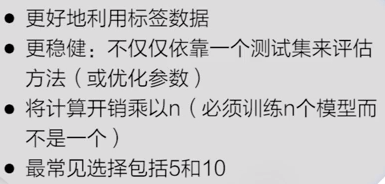 ● 更好地利用标签数据
● 更稳健：不仅仅依靠一个测试集来评估
方法（或优化参数）
● 将计算开销乘以n（必须训练n个模型而
不是一个）
● 最常见选择包括5和10